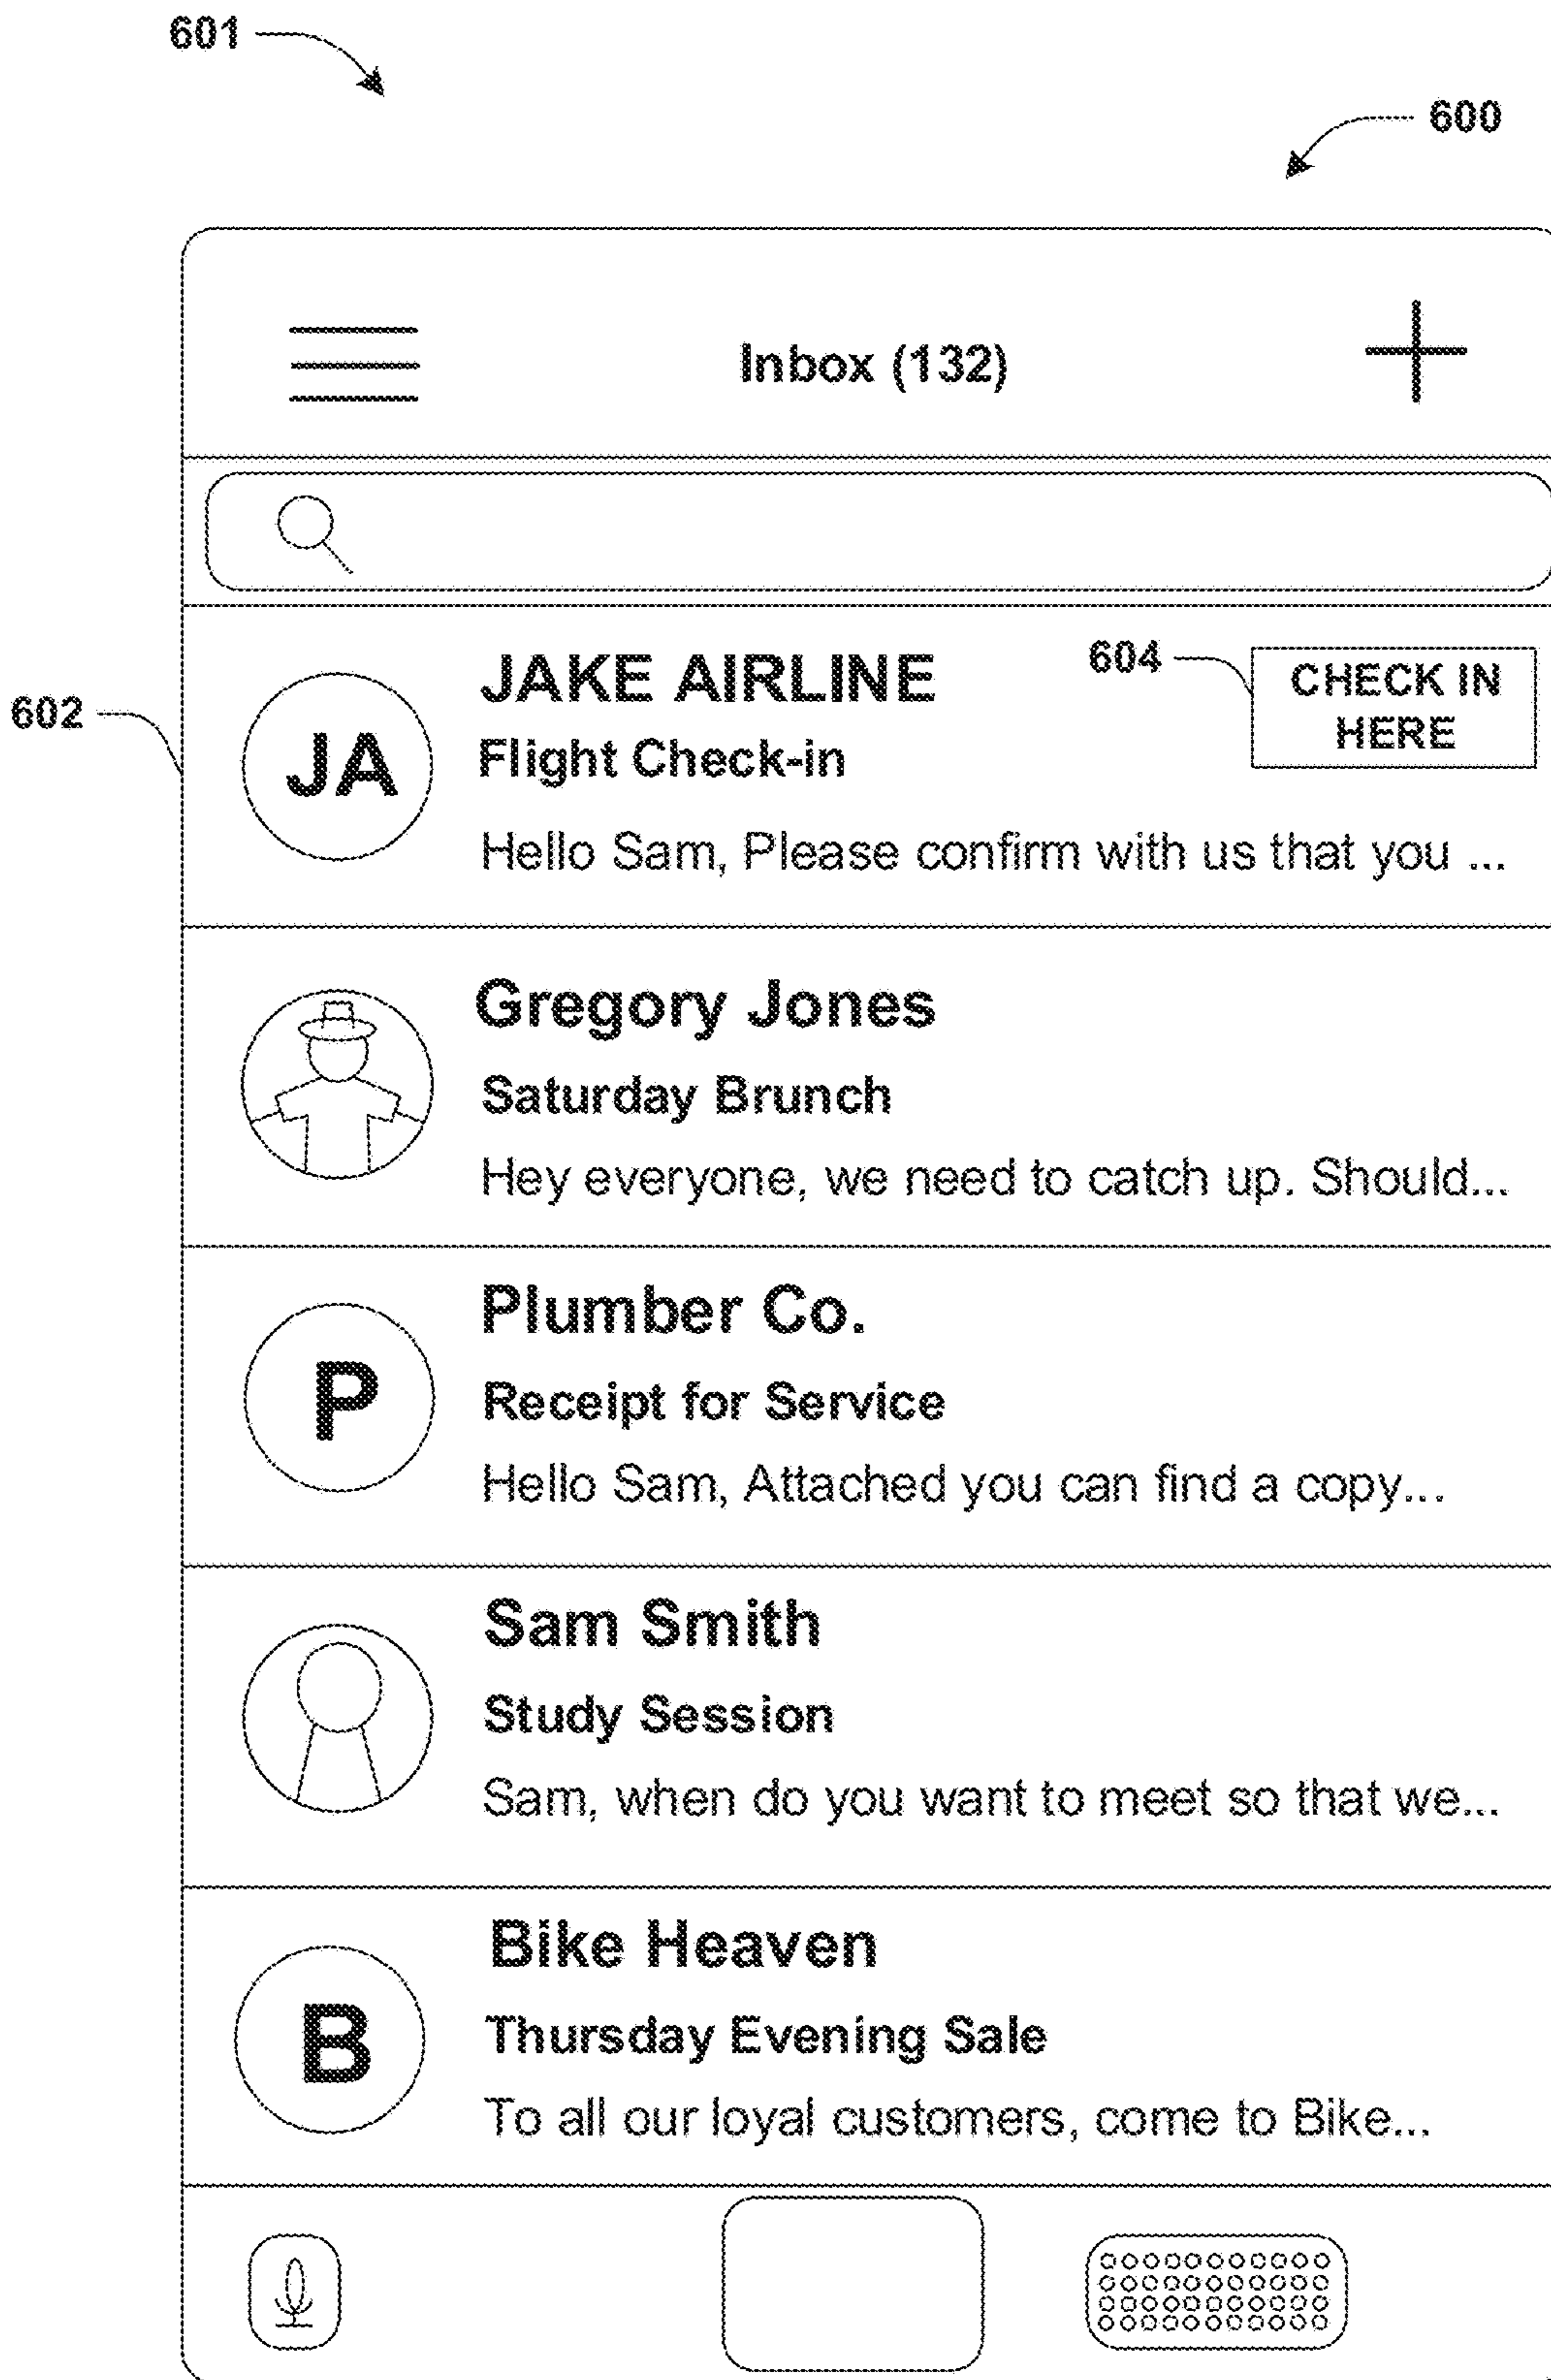 601
600
Inbox (132)
JAKE AIRLINE
604
CHECK IN
HERE
602
JA
Flight Check-in
Hello Sam, Please confirm with us that you ...
Gregory Jones
Saturday Brunch
Hey everyone, we need to catch up. Should...
Plumber Co.
P
Receipt for Service
Hello Sam, Attached you can find a copy...
Sam Smith
Study Session
Sam, when do you want to meet so that we...
Bike Heaven
B
Thursday Evening Sale
To all our loyal customers, come to Bike...